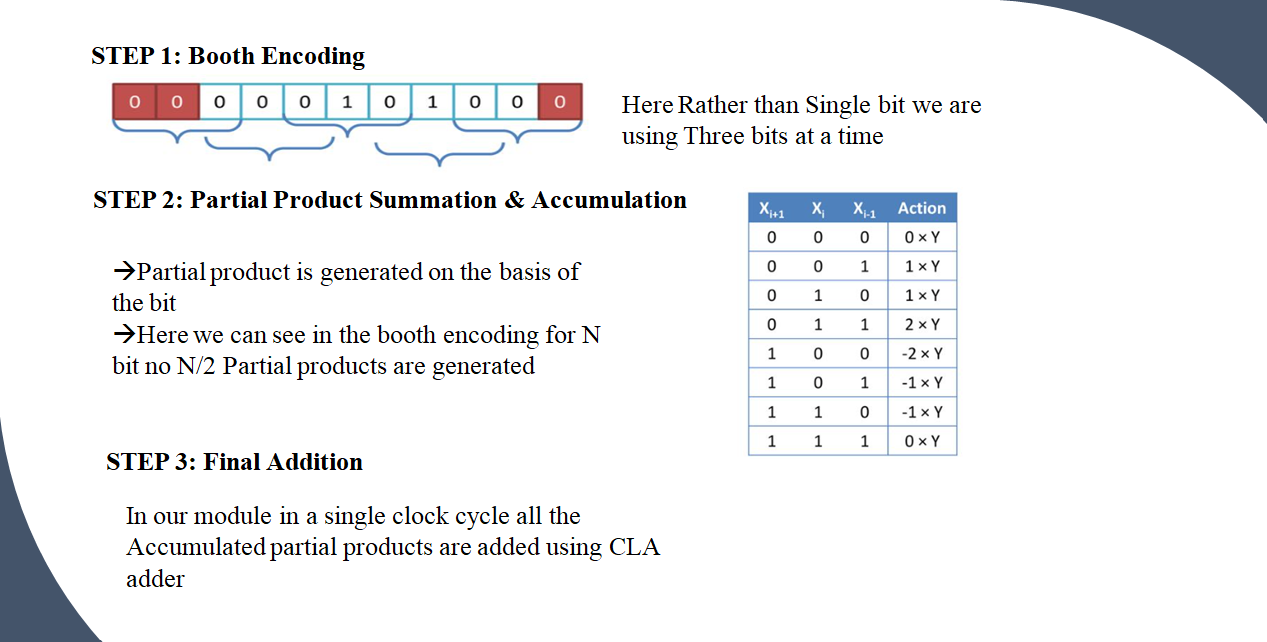 STEP 1: Booth Encoding
0 0 0 0 0 1 0 1 0 0 0
Here Rather than Single bit we are
using Three bits at a time
STEP 2: Partial Product Summation & Accumulation
→Partial product is generated on the basis of
the bit
→Here we can see in the booth encoding for N
bit no N/2 Partial products are generated
Xi+1 Xi Xi-1 Action
0 0 0 0 × Y
0 0 1 1 × Y
0 1 0 1 × Y
0 1 1 2 × Y
1 0 0 -2 × Y
1 0 1 -1 × Y
1 1 0 -1 × Y
1 1 1 0 × Y
STEP 3: Final Addition
In our module in a single clock cycle all the
Accumulated partial products are added using CLA
adder